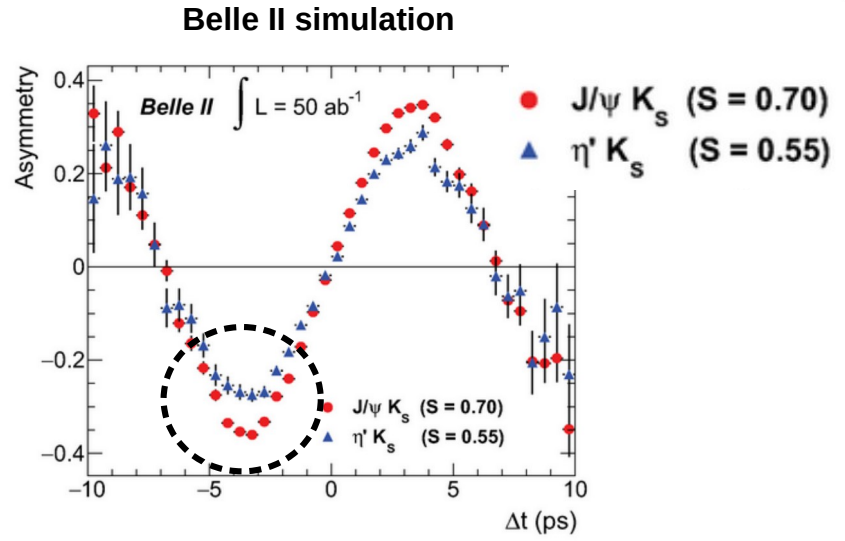 Belle II simulation
Asymmetry
0.4
0.2
0
−0.2
−0.4
Belle II ∫ L = 50 ab⁻¹
J/ψ K_S (S = 0.70)
η' K_S (S = 0.55)
J/ψ K_S (S = 0.70)
η' K_S (S = 0.55)
−10 −5 0 5 10
Δt (ps)